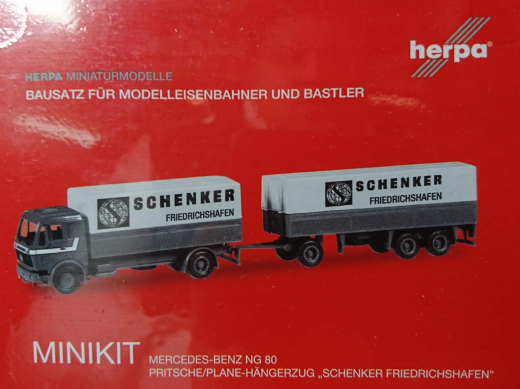 herpa
HERPA MINIATURMODELLE
BAUSATZ FÜR MODELLEISENBAHNER UND BASTLER
SCHENKER
FRIEDRICHSHAFEN
SCHENKER
FRIEDRICHSHAFEN
MINIKIT
MERCEDES-BENZ NG 80
PRITSCHE/PLANE-HÄNGERZUG „SCHENKER FRIEDRICHSHAFEN“